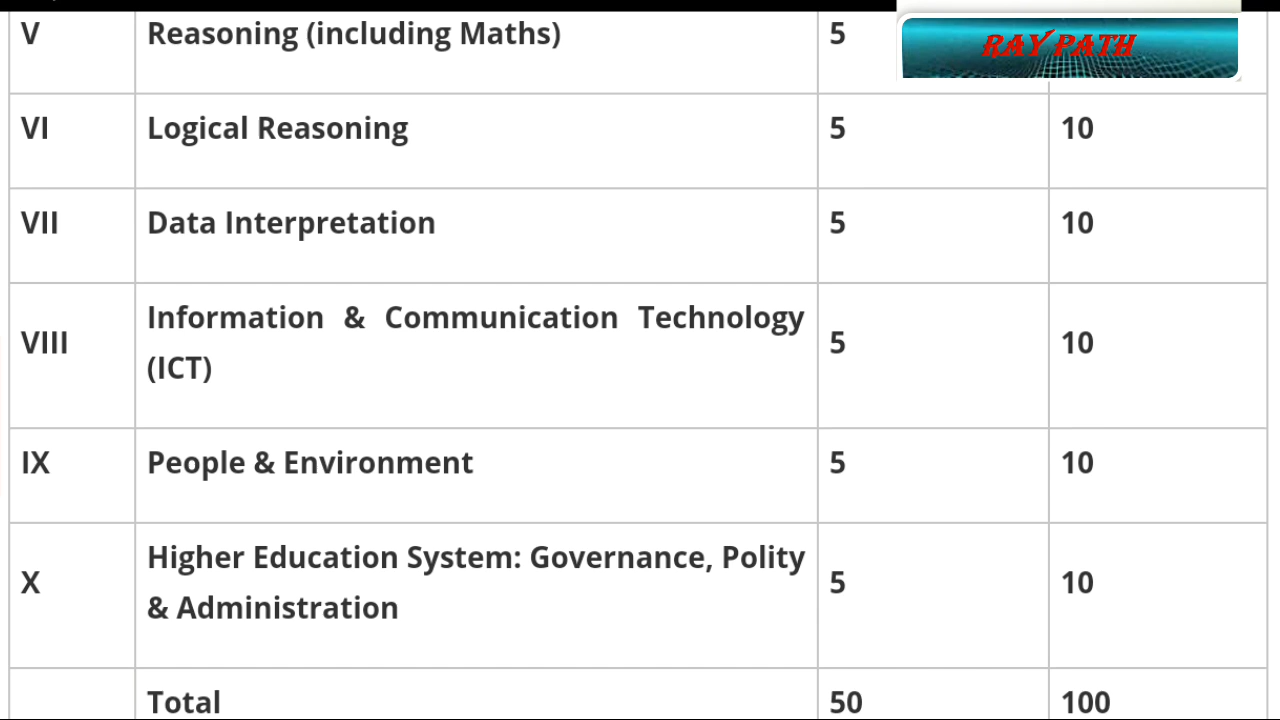 V Reasoning (including Maths) 5
RAY PATH
VI Logical Reasoning 5 10
VII Data Interpretation 5 10
Information & Communication Technology
VIII 5 10
(ICT)
IX People & Environment 5 10
Higher Education System: Governance, Polity
X 5 10
& Administration
Total 50 100